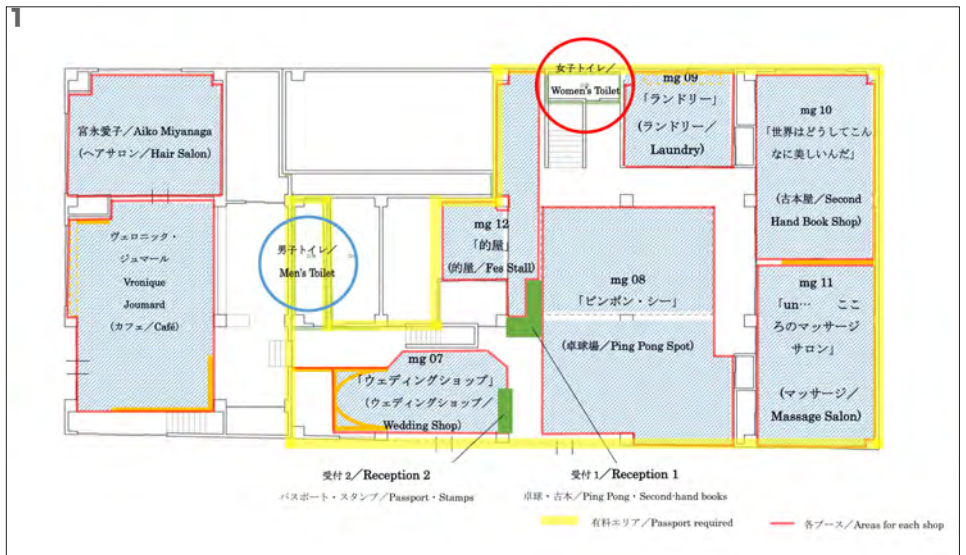 1
宮永愛子／Aiko Miyanaga
(ヘアサロン／Hair Salon)
ヴェロニック・
ジュマール
Veronique
Joumard
(カフェ／Café)
男子トイレ／
Men's Toilet
女子トイレ／
Women's Toilet
mg 09
「ランドリー」
(ランドリー／
Laundry)
mg 10
「世界はどうしてこん
なに美しいんだ」
(古本屋／Second
Hand Book Shop)
mg 12
「的屋」
(的屋／Fes Stall)
mg 08
「ピンポン・シー」
(卓球場／Ping Pong Spot)
mg 11
「un… ここ
ろのマッサージ
サロン」
(マッサージ／
Massage Salon)
mg 07
「ウェディングショップ」
(ウェディングショップ／
Wedding Shop)
受付 2／Reception 2
パスポート・スタンプ／Passport・Stamps
受付 1／Reception 1
卓球・古本／Ping Pong・Second-hand books
有料エリア／Passport required
各ブース／Areas for each shop